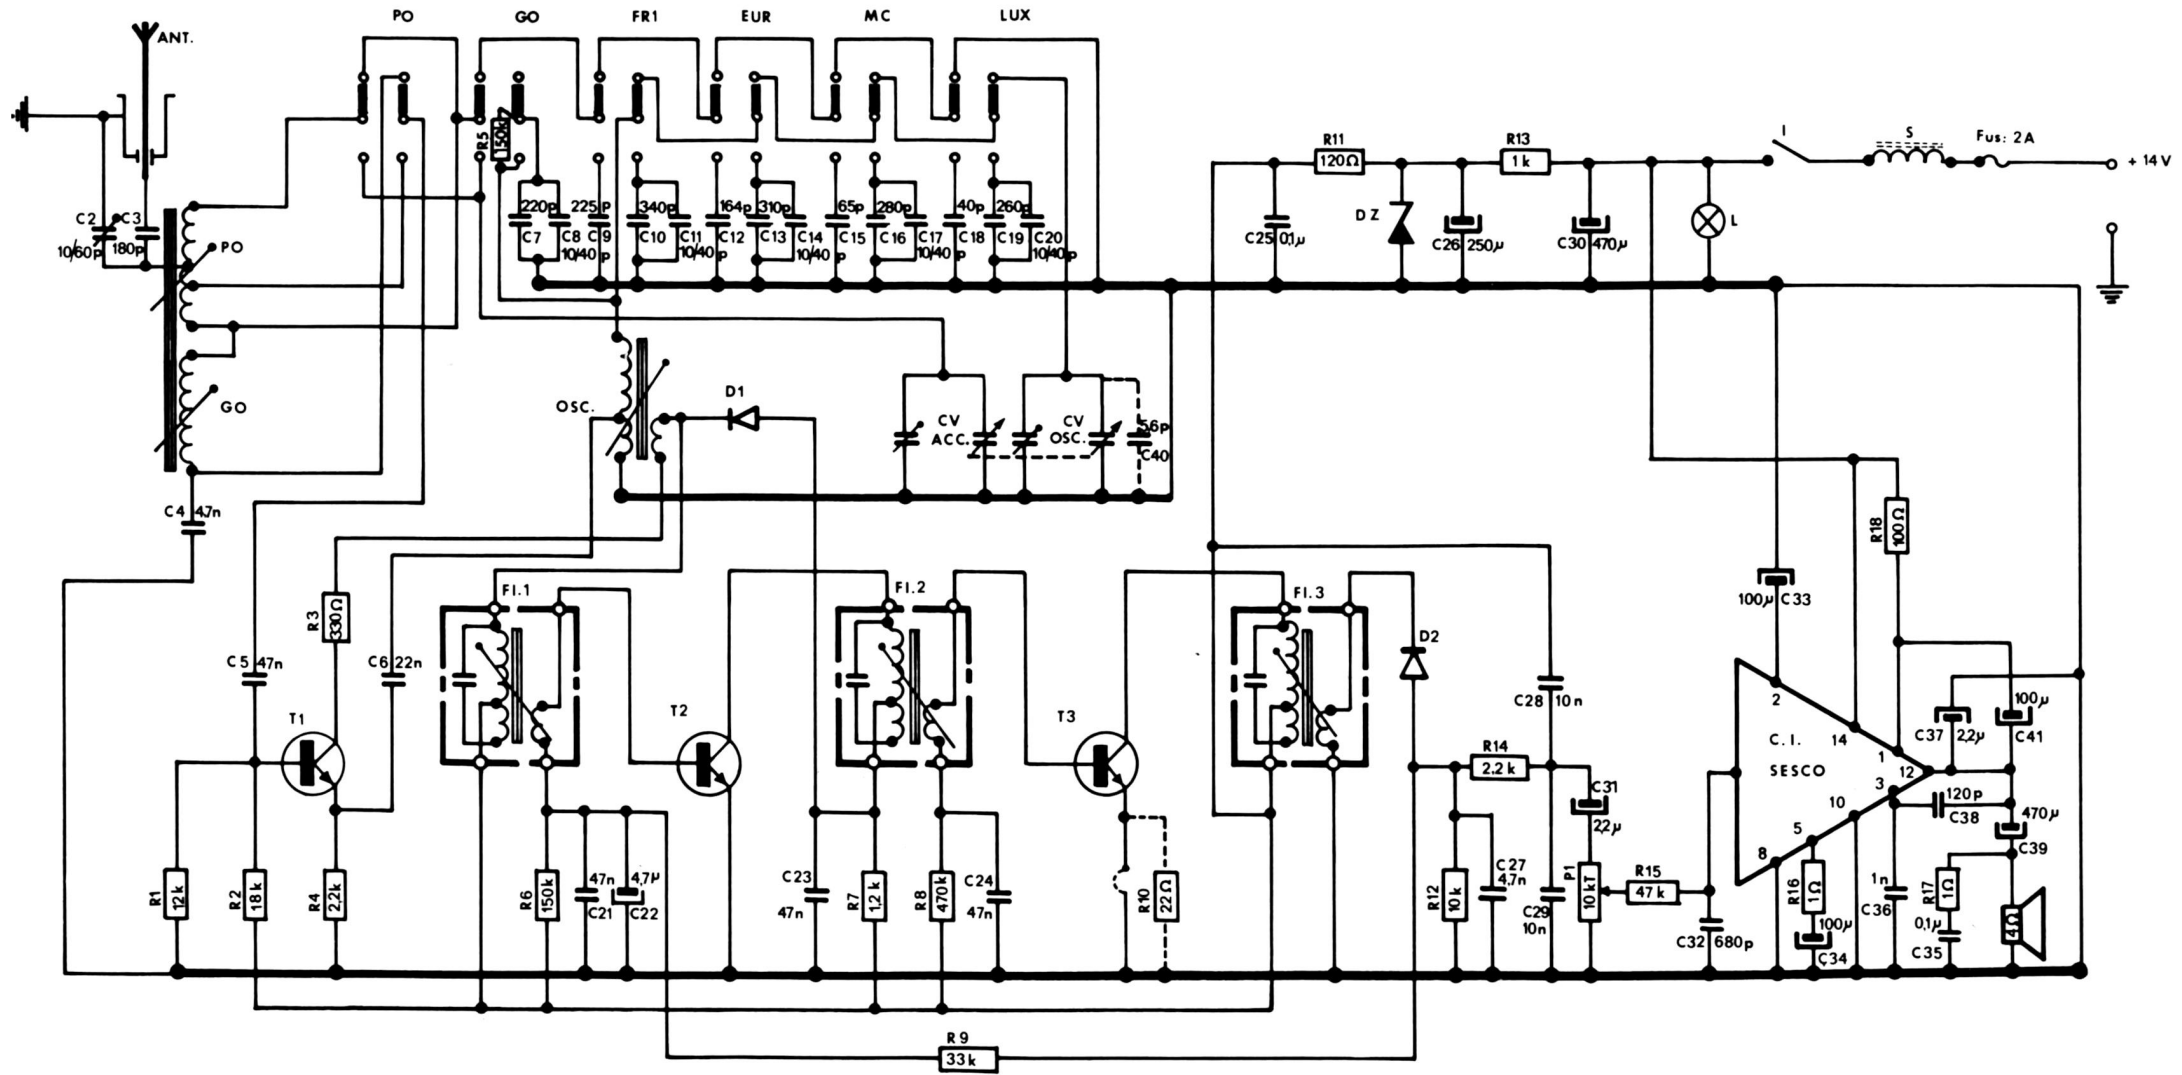 PO GO FR1 EUR MC LUX
ANT.
R5
150k
C2 C3
10/60p 180p
PO
GO
220p 225p 340p 164p 310p 65p 280p 40p 260p
C7 C8 C9 C10 C11 C12 C13 C14 C15 C16 C17 C18 C19 C20
10/40p 10/40p 10/40p 10/40p 10/40p
R11
120Ω
R13
1k
I
S
Fus: 2A
+ 14V
C25 0,1µ
DZ
C26 250µ
C30 470µ
L
OSC.
D1
CV
ACC.
CV
OSC.
56p
C40
C4 47n
R3
330Ω
C5 47n
C6 22n
T1
FI.1
T2
FI.2
T3
FI.3
D2
C28 10n
R14
2.2k
C31
2,2µ
R18
100Ω
100µ C33
C.I.
SESCO
2
14
1
12
3
10
5
8
C37
2,2µ
100µ
C41
120p
C38
470µ
C39
R1
12k
R2
18k
R4
2,2k
R6
150k
47n
C21
4,7µ
C22
C23
47n
R7
1,2k
R8
470k
C24
47n
R10
22Ω
R12
10k
C27
4.7n
C29
10n
P1
10kT
R15
47k
C32 680p
R16
1Ω
100µ
C34
1n
C36
R17
1Ω
0,1µ
C35
4Ω
R9
33k